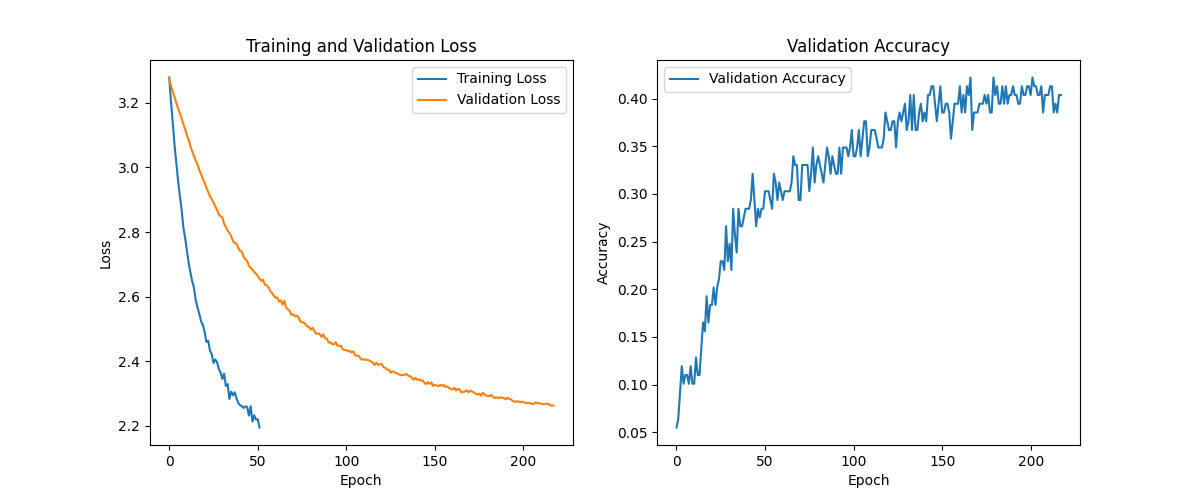 Training and Validation Loss
Training Loss
Validation Loss
3.2
3.0
2.8
2.6
2.4
2.2
Loss
0
50
100
150
200
Epoch
Validation Accuracy
Validation Accuracy
0.40
0.35
0.30
0.25
0.20
0.15
0.10
0.05
Accuracy
0
50
100
150
200
Epoch